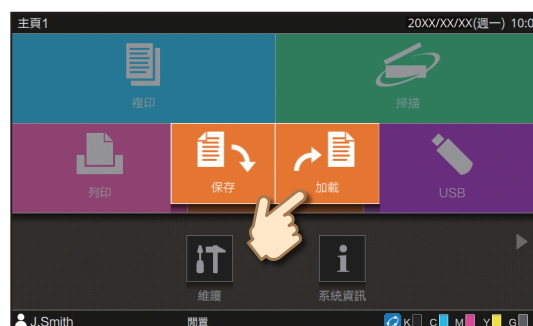 主頁1
20XX/XX/XX(週一) 10:0
複印
掃描
列印
保存
加載
USB
維護
系統資訊
J.Smith
閒置
K C M Y G